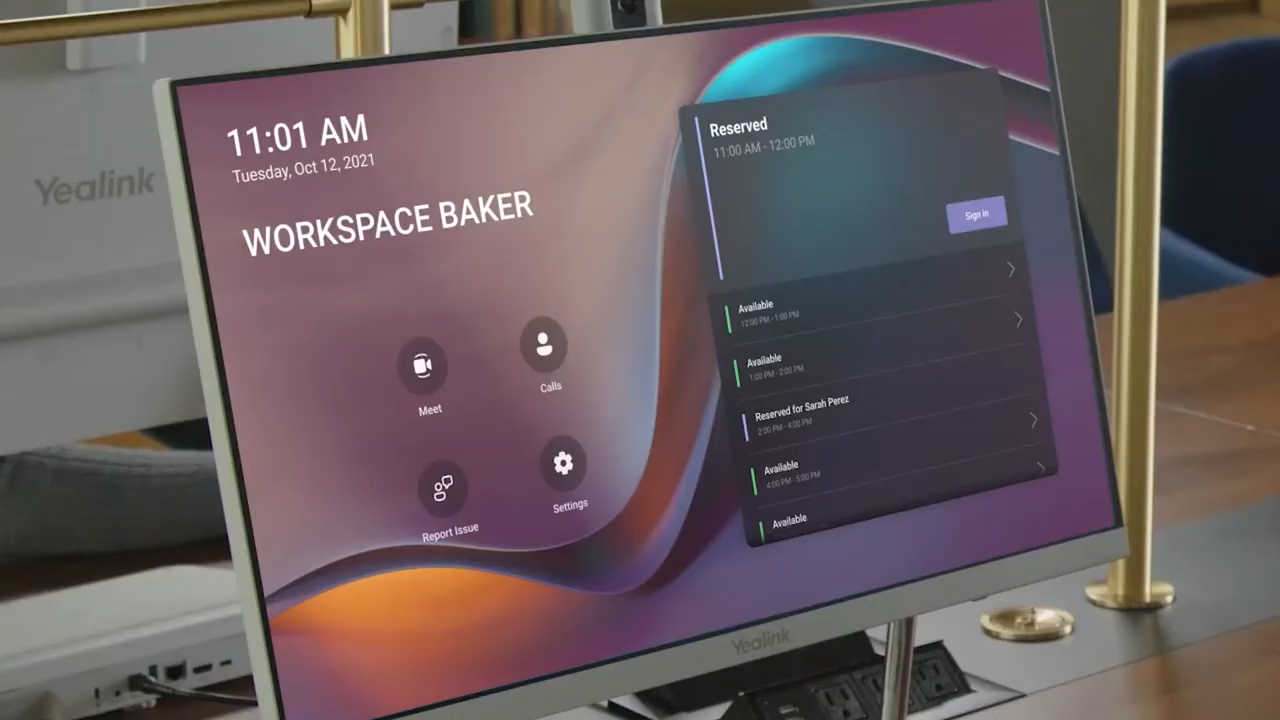 Yealink
11:01 AM
Tuesday, Oct 12, 2021
WORKSPACE BAKER
Meet
Calls
Report Issue
Settings
Reserved
11:00 AM - 12:00 PM
Sign in
Available
12:00 PM - 1:00 PM
Available
1:00 PM - 2:00 PM
Reserved for Sarah Perez
2:00 PM - 4:00 PM
Available
4:00 PM - 5:00 PM
Available
Yealink